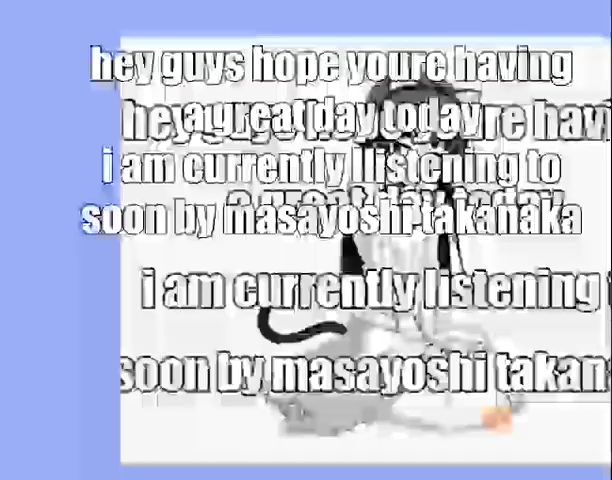 hey guys hope youre having
a great day today
i am currently llistening to
soon by masayoshi takanaka
i am currently listening
soon by masayoshi takan